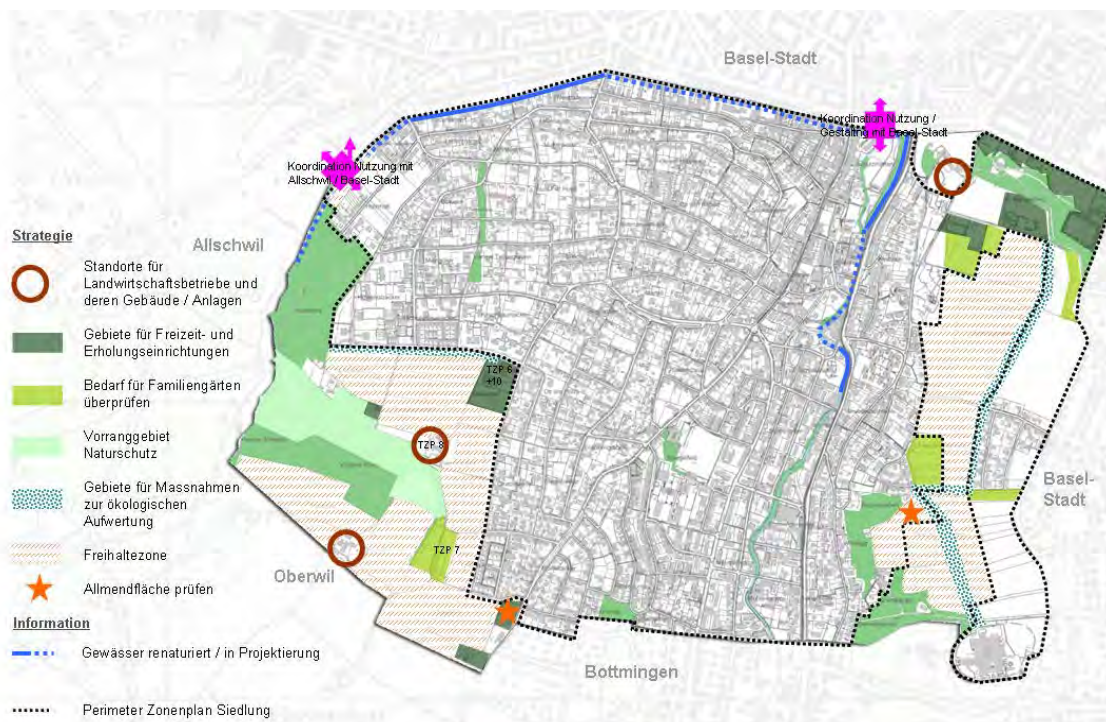 Basel-Stadt
Koordination Nutzung /
Gestaltng mit Basel-Stadt
Koordination Nutzung mit
Allschwil / Basel-Stadt
Allschwil
Strategie
Standorte für
Landwirtschaftsbetriebe und
deren Gebäude / Anlagen
Gebiete für Freizeit- und
Erholungseinrichtungen
Bedarf für Familiengärten
überprüfen
Vorranggebiet
Naturschutz
Gebiete für Massnahmen
zur ökologischen
Aufwertung
Freihaltezone
Allmendfläche prüfen
Information
Gewässer renaturiert / in Projektierung
Perimeter Zonenplan Siedlung
TZP 6
+10
TZP 8
TZP 7
Oberwil
Bottmingen
Basel-
Stadt